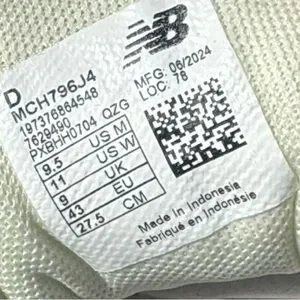 D
MCH796J4
197376864548
7629490
PXBHH0704 QZG
9.5 US M
11 US W
9 UK
43 EU
27.5 CM
NB
MFG: 06/2024
LOC: 78
Made in Indonesia
Fabriqué en Indonésie